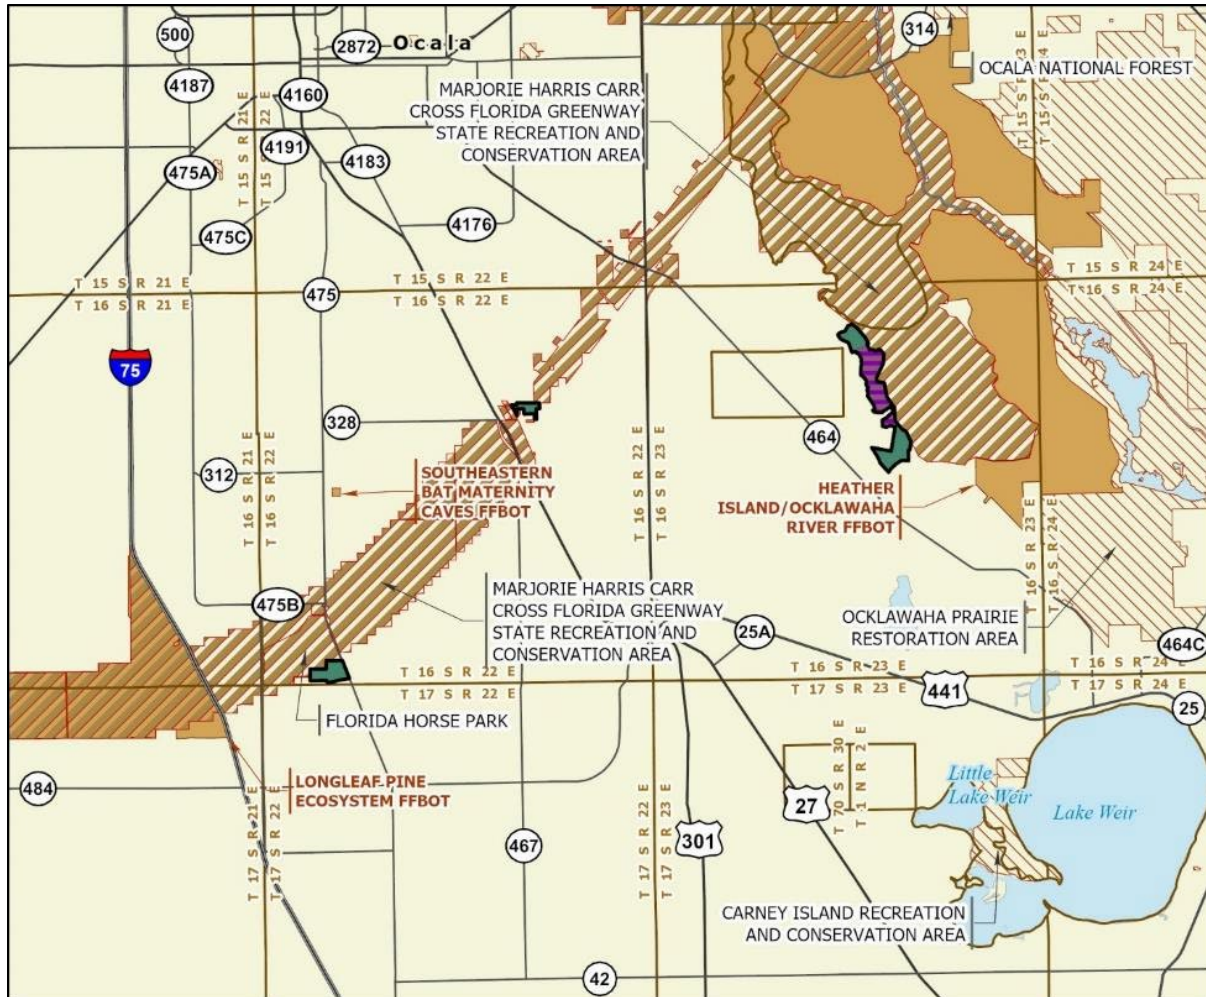 500
2872
Ocala
314
4187
4160
MARJORIE HARRIS CARR
CROSS FLORIDA GREENWAY
STATE RECREATION AND
CONSERVATION AREA
OCALA NATIONAL FOREST
T 15 S R 21 E
T 15 S R 22 E
T 15 S R 23 E
T 15 S R 24 E
4191
4183
475A
475C
4176
T 15 S R 21 E
T 16 S R 21 E
475
T 15 S R 22 E
T 16 S R 22 E
T 15 S R 24 E
T 16 S R 24 E
75
328
464
312
T 16 S R 21 E
T 16 S R 22 E
SOUTHEASTERN
BAT MATERNITY
CAVES FFBOT
T 16 S R 22 E
T 16 S R 23 E
HEATHER
ISLAND/OCKLAWAHA
RIVER FFBOT
T 16 S R 23 E
T 16 S R 24 E
475B
MARJORIE HARRIS CARR
CROSS FLORIDA GREENWAY
STATE RECREATION AND
CONSERVATION AREA
25A
OCKLAWAHA PRAIRIE
RESTORATION AREA
464C
T 16 S R 22 E
T 17 S R 22 E
T 16 S R 23 E
T 17 S R 23 E
T 16 S R 24 E
T 17 S R 24 E
441
25
FLORIDA HORSE PARK
LONGLEAF PINE
ECOSYSTEM FFBOT
484
T 17 S R 21 E
T 17 S R 22 E
467
T 17 S R 22 E
T 17 S R 23 E
301
27
T 70 S R 30 E
T 1 N R 2 E
Little
Lake Weir
Lake Weir
CARNEY ISLAND RECREATION
AND CONSERVATION AREA
42